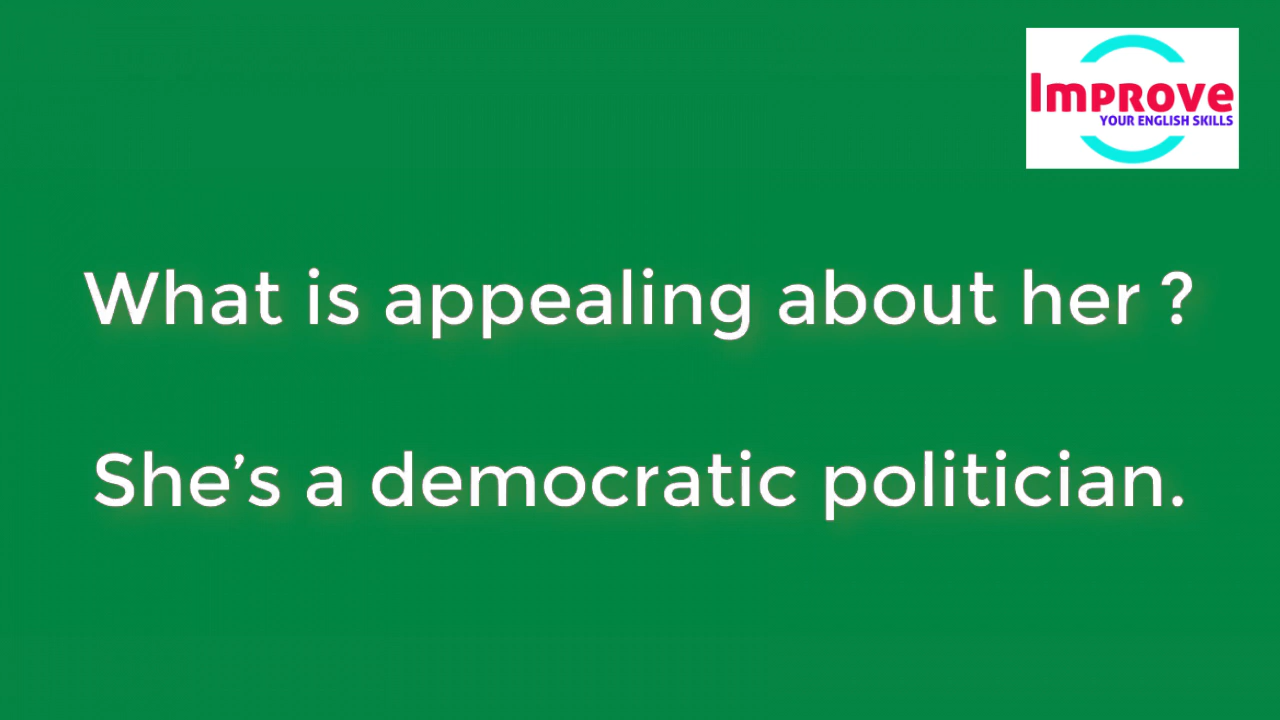 Improve
YOUR ENGLISH SKILLS
What is appealing about her ?
She’s a democratic politician.